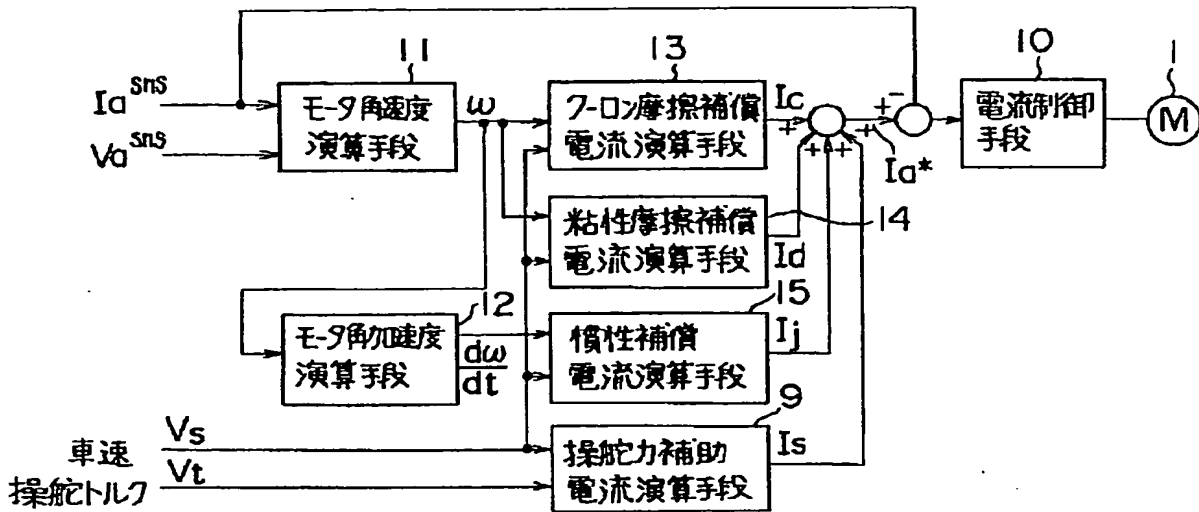 11
13
10
1
Ia^sns
Va^sns
モータ角速度
演算手段
ω
クーロン摩擦補償
電流演算手段
Ic
+
+
+
+
+
-
Ia*
電流制御
手段
M
粘性摩擦補償
電流演算手段
14
Id
12
モータ角加速度
演算手段
dω
dt
15
慣性補償
電流演算手段
Ij
9
車速
Vs
操舵トルク
Vt
操舵力補助
電流演算手段
Is